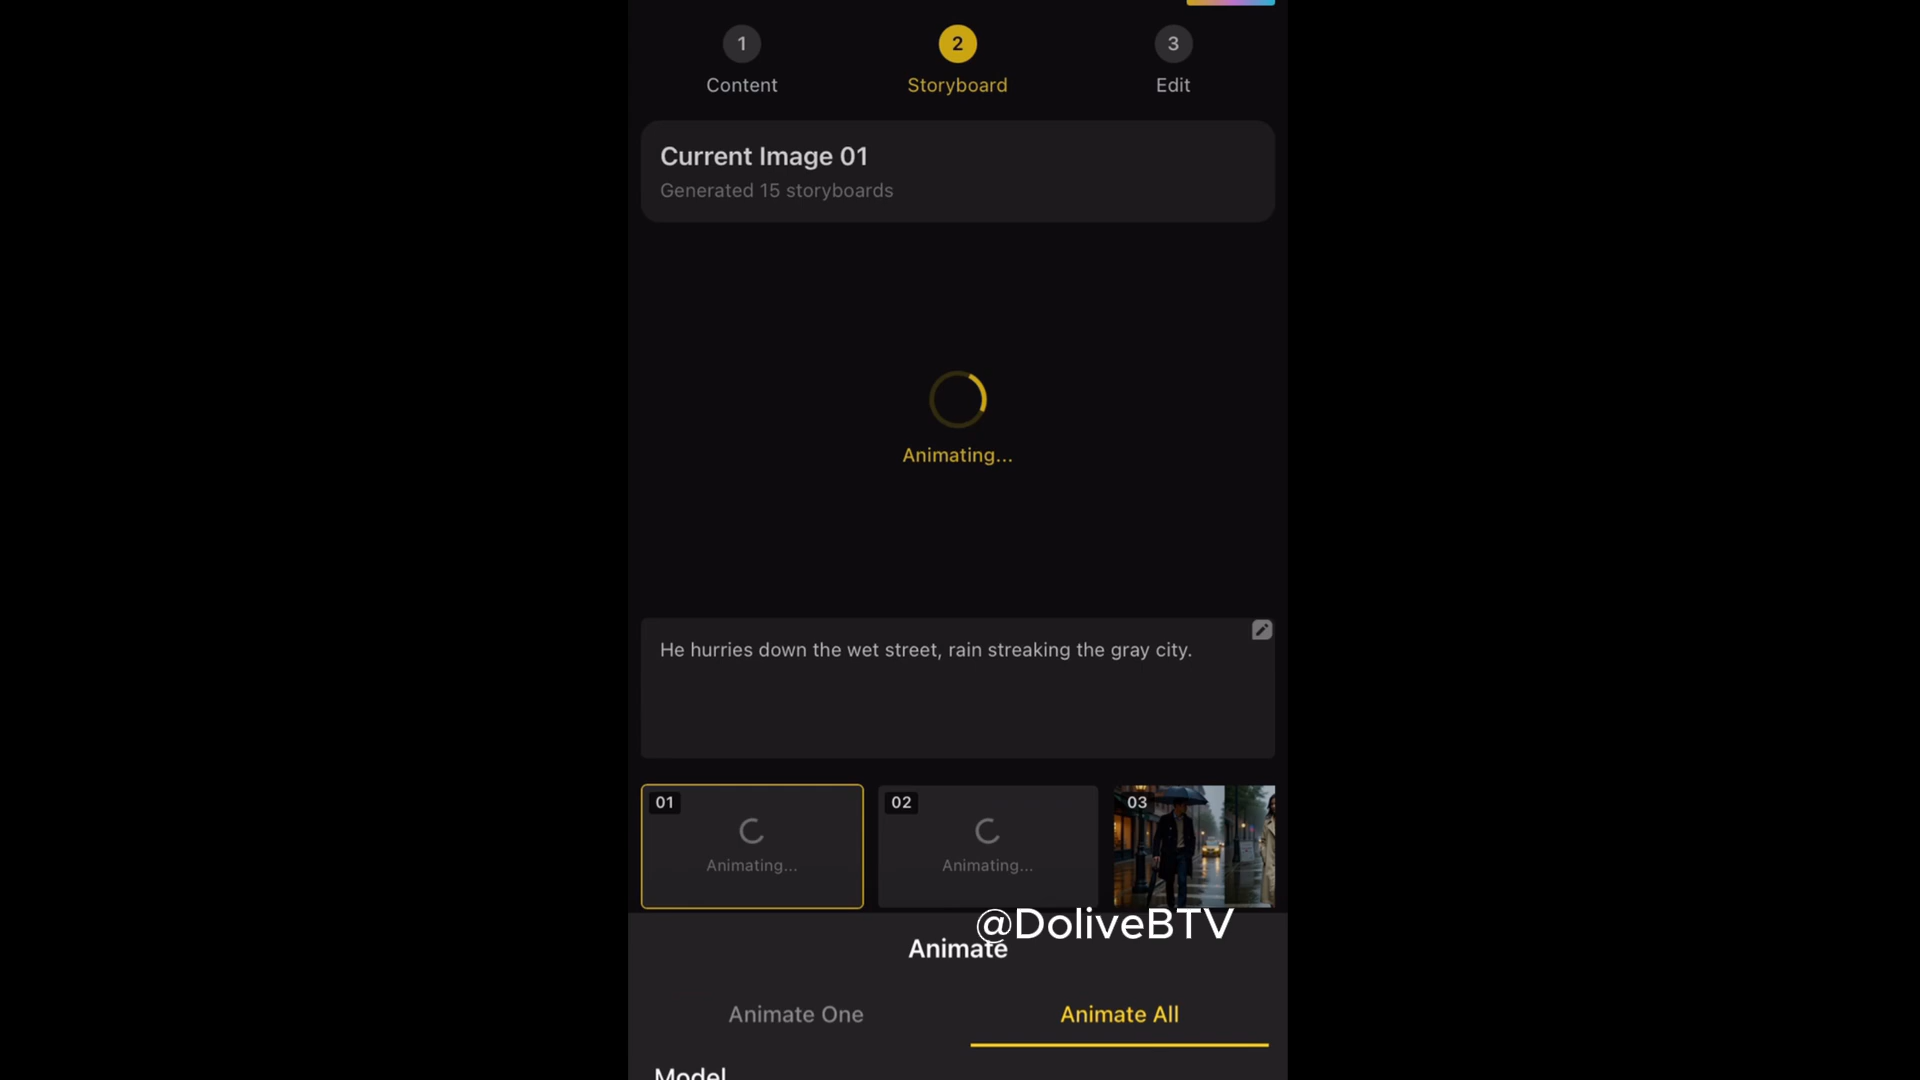 1
2
3
Content
Storyboard
Edit
Current Image 01
Generated 15 storyboards
Animating...
He hurries down the wet street, rain streaking the gray city.
01
02
03
Animating...
Animating...
@DoliveBTV
Animate
Animate One
Animate All
Model